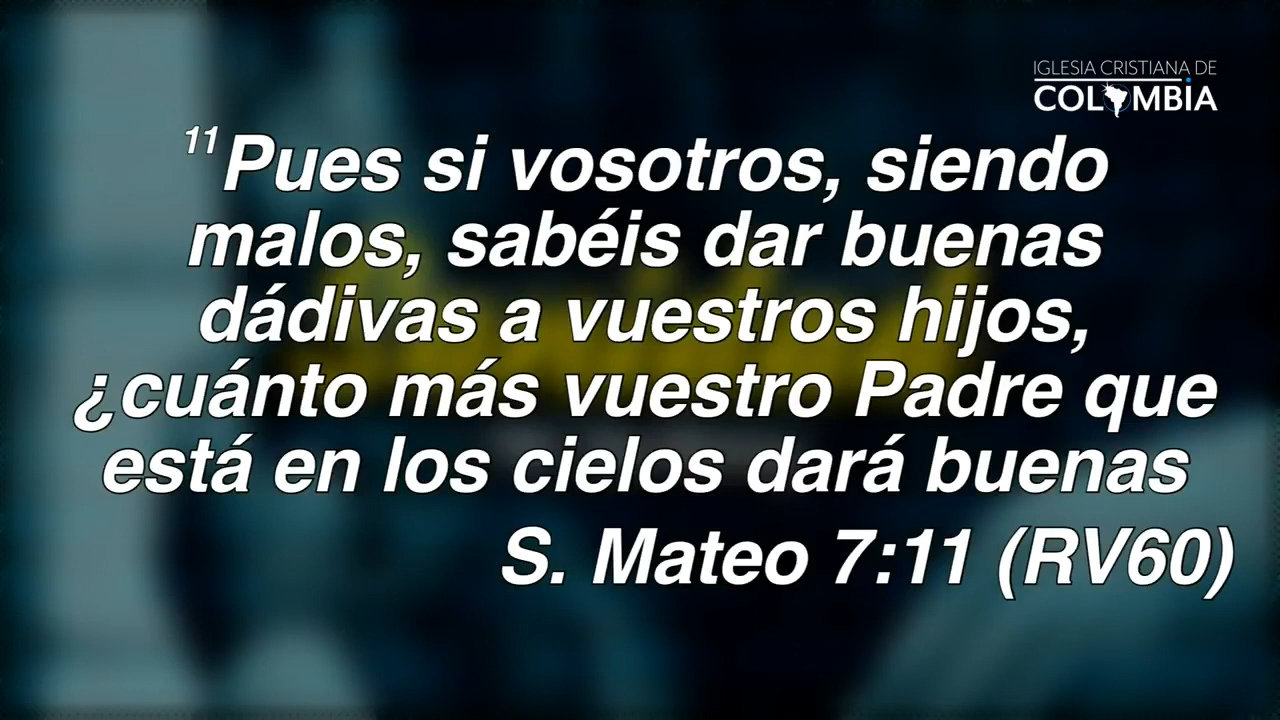 IGLESIA CRISTIANA DE
COLOMBIA
11 Pues si vosotros, siendo
malos, sabéis dar buenas
dádivas a vuestros hijos,
¿cuánto más vuestro Padre que
está en los cielos dará buenas
S. Mateo 7:11 (RV60)